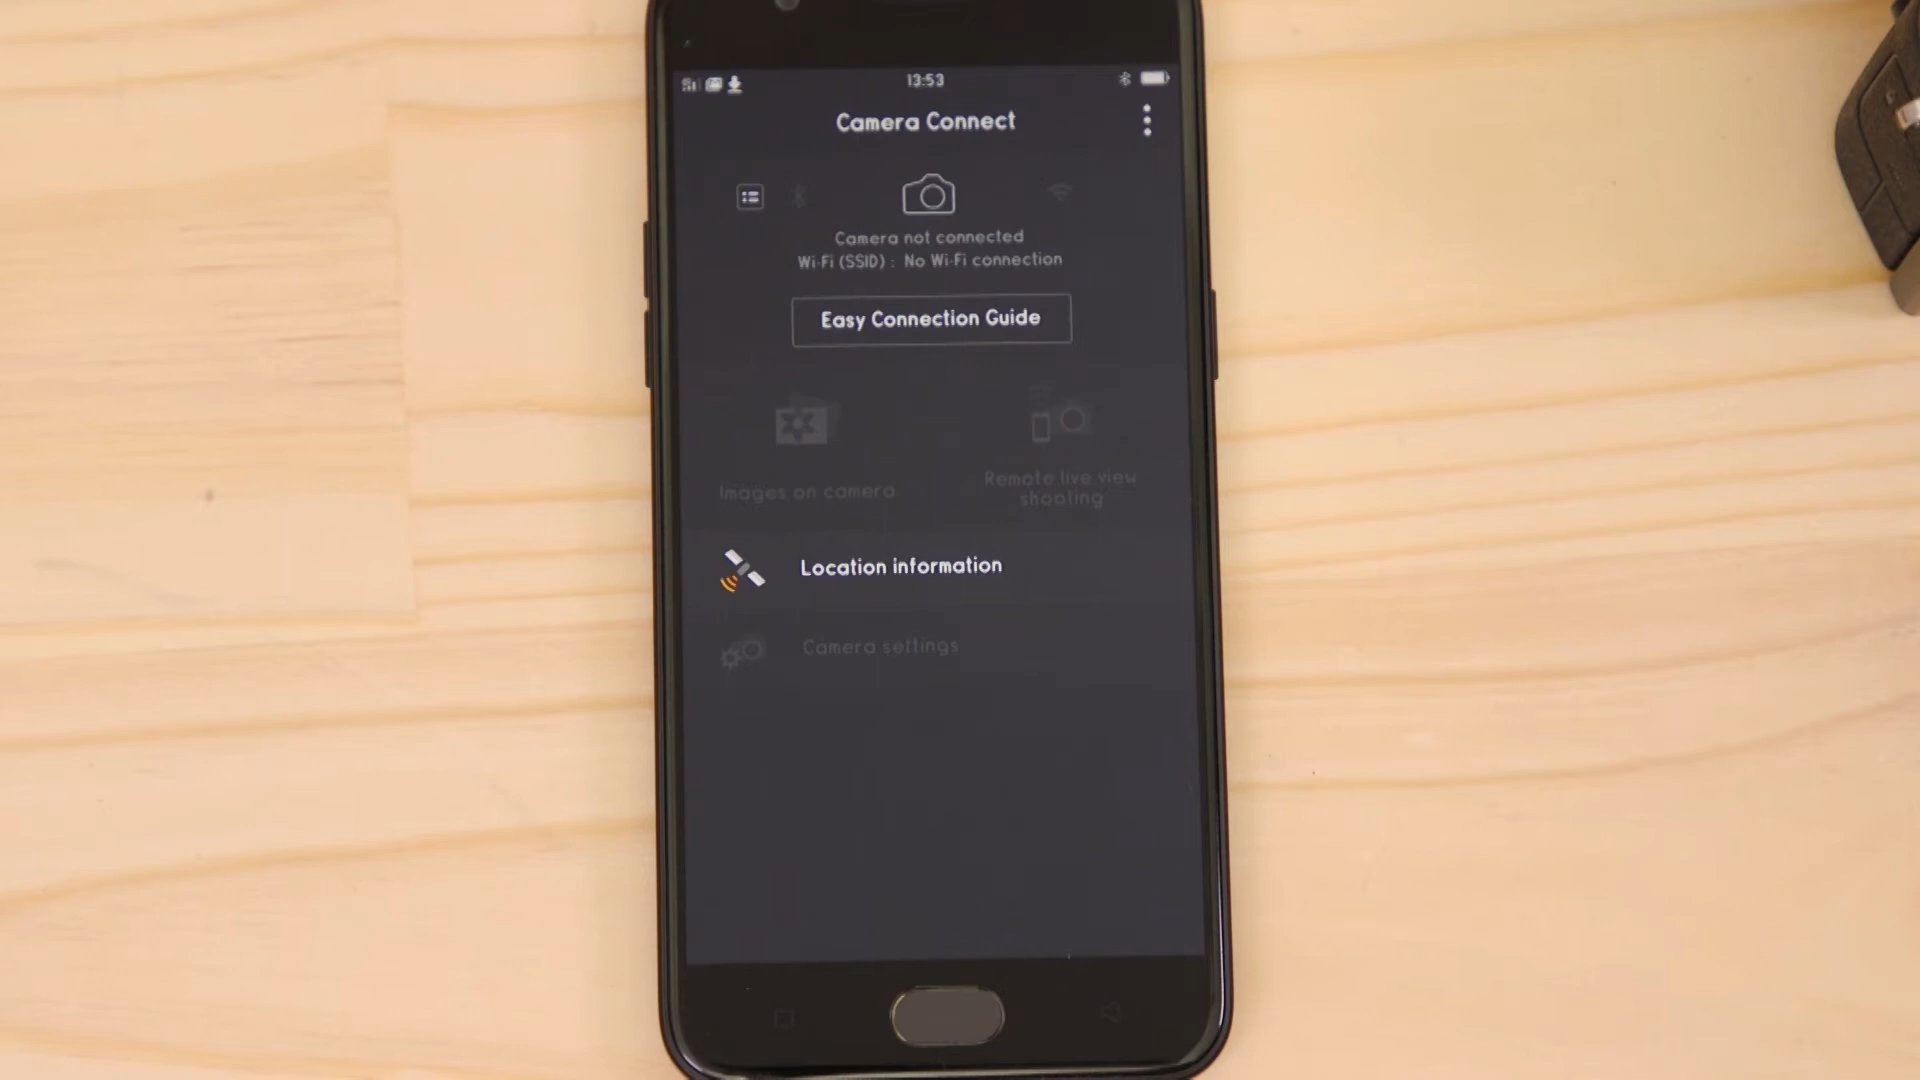 13:53
Camera Connect
Camera not connected
Wi-Fi (SSID) : No Wi-Fi connection
Easy Connection Guide
Images on camera
Remote live view
shooting
Location information
Camera settings